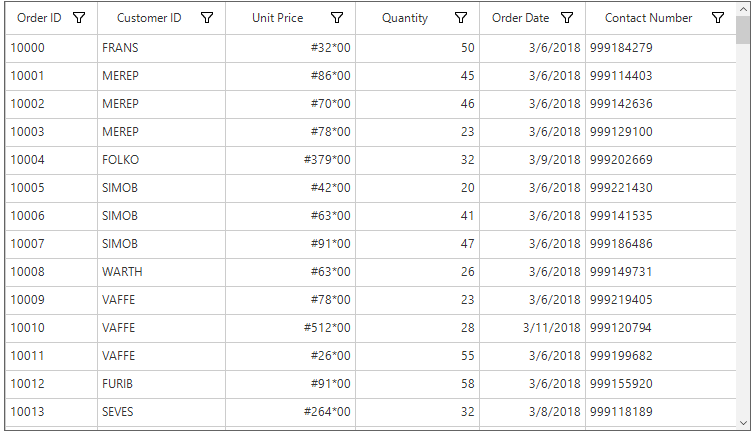 Order ID Customer ID Unit Price Quantity Order Date Contact Number
10000 FRANS #32*00 50 3/6/2018 999184279
10001 MEREP #86*00 45 3/6/2018 999114403
10002 MEREP #70*00 46 3/6/2018 999142636
10003 MEREP #78*00 23 3/6/2018 999129100
10004 FOLKO #379*00 32 3/9/2018 999202669
10005 SIMOB #42*00 20 3/6/2018 999221430
10006 SIMOB #63*00 41 3/6/2018 999141535
10007 SIMOB #91*00 47 3/6/2018 999186486
10008 WARTH #63*00 26 3/6/2018 999149731
10009 VAFFE #78*00 23 3/6/2018 999219405
10010 VAFFE #512*00 28 3/11/2018 999120794
10011 VAFFE #26*00 55 3/6/2018 999199682
10012 FURIB #91*00 58 3/6/2018 999155920
10013 SEVES #264*00 32 3/8/2018 999118189